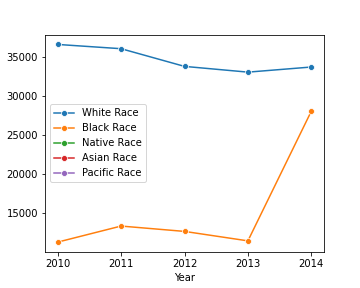 35000
30000
25000
20000
15000
White Race
Black Race
Native Race
Asian Race
Pacific Race
2010 2011 2012 2013 2014
Year